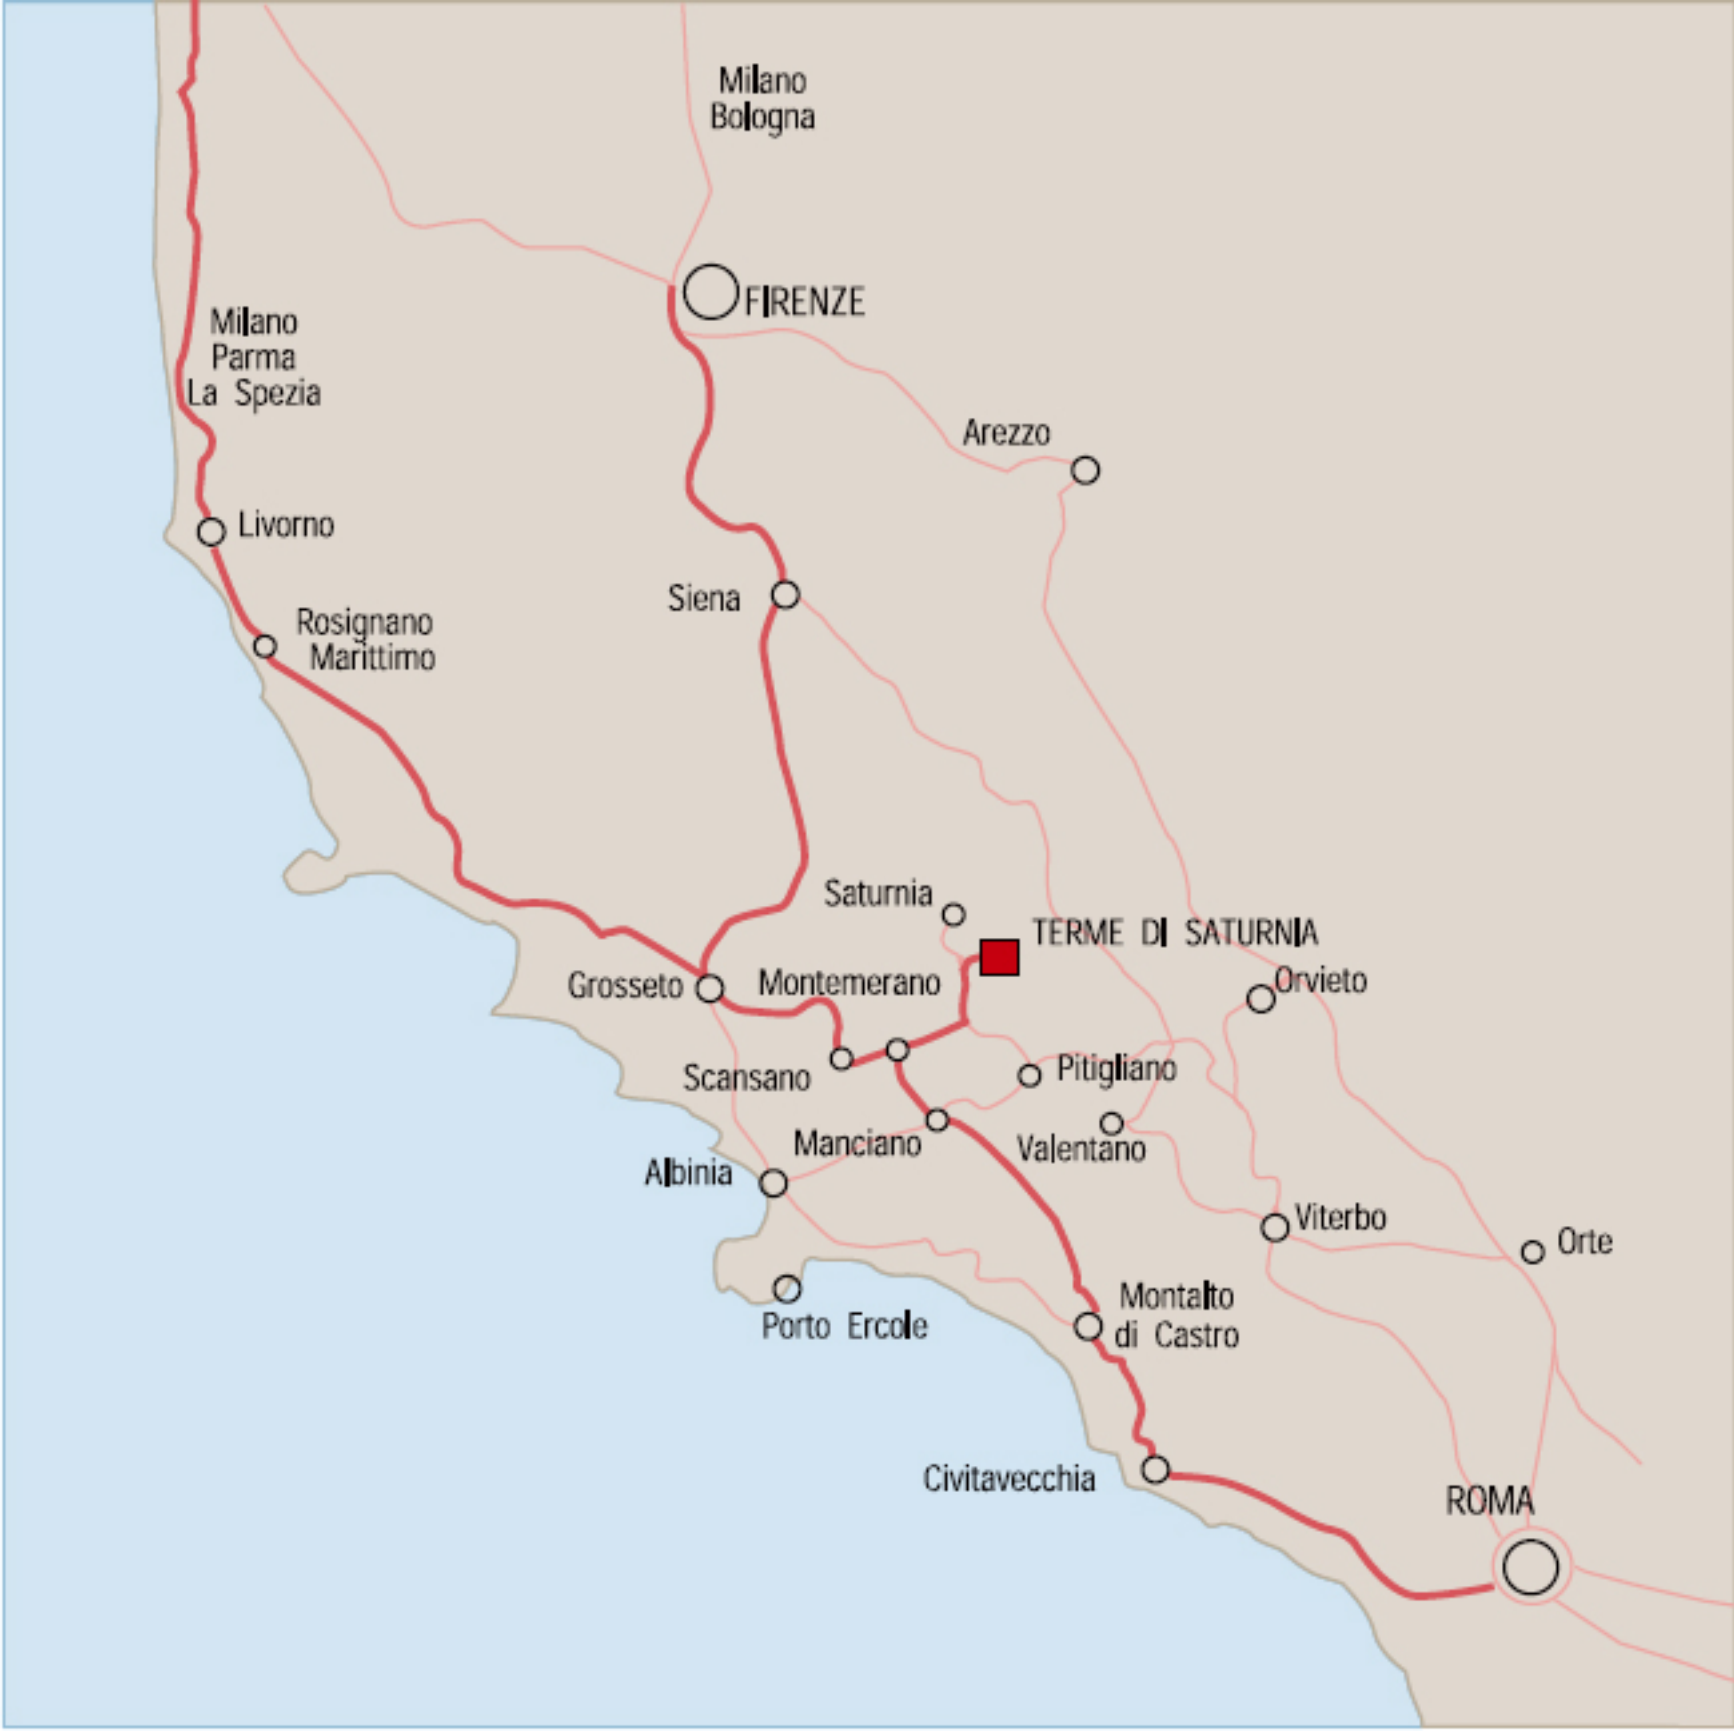 Milano
Bologna
FIRENZE
Milano
Parma
La Spezia
Arezzo
Livorno
Siena
Rosignano
Marittimo
Saturnia
TERME DI SATURNIA
Grosseto
Montemerano
Orvieto
Scansano
Pitigliano
Manciano
Valentano
Albinia
Viterbo
Orte
Porto Ercole
Montalto
di Castro
Civitavecchia
ROMA